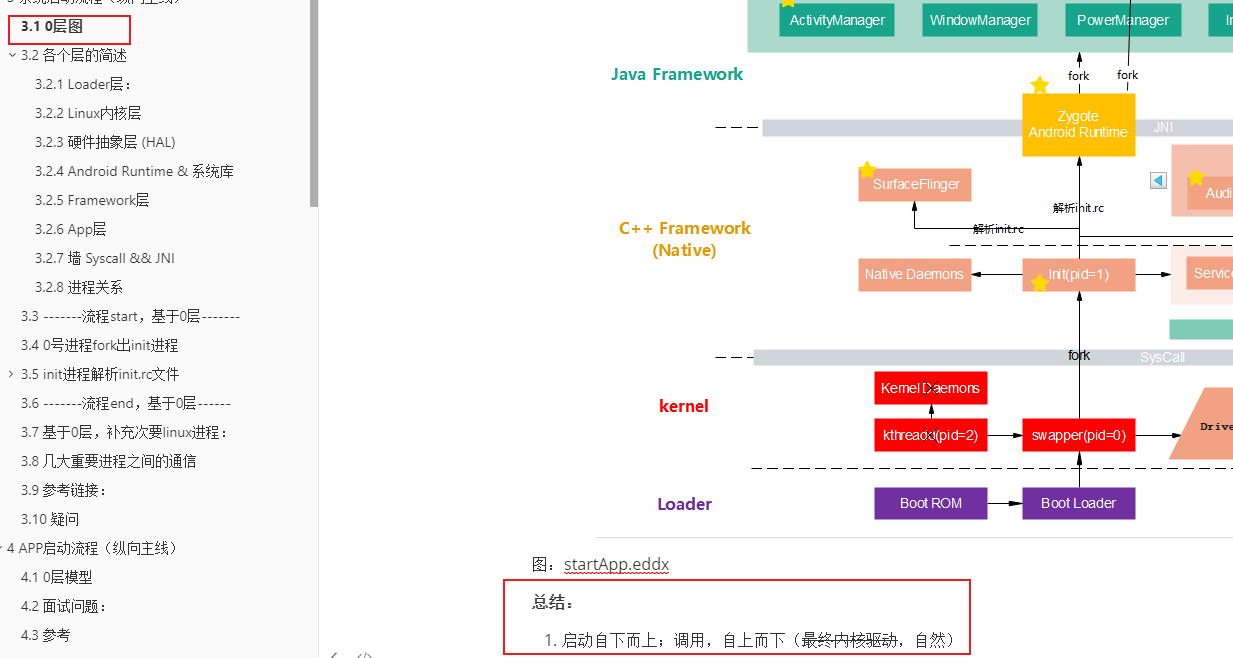 3.1 0层图
3.2 各个层的简述
3.2.1 Loader层：
3.2.2 Linux内核层
3.2.3 硬件抽象层 (HAL)
3.2.4 Android Runtime & 系统库
3.2.5 Framework层
3.2.6 App层
3.2.7 墙 Syscall && JNI
3.2.8 进程关系
3.3 -------流程start，基于0层-------
3.4 0号进程fork出init进程
3.5 init进程解析init.rc文件
3.6 -------流程end，基于0层------
3.7 基于0层，补充次要linux进程：
3.8 几大重要进程之间的通信
3.9 参考链接：
3.10 疑问
4 APP启动流程（纵向主线）
4.1 0层模型
4.2 面试问题：
4.3 参考
ActivityManager
WindowManager
PowerManager
Java Framework
fork
fork
Zygote
Android Runtime
JNI
SurfaceFlinger
Audi
解析init.rc
解析init.rc
C++ Framework
(Native)
Native Daemons
Init(pid=1)
Servic
fork
SysCall
Kernel Daemons
kernel
kthreadd(pid=2)
swapper(pid=0)
Drive
Loader
Boot ROM
Boot Loader
图：startApp.eddx
总结：
1. 启动自下而上；调用，自上而下（最终内核驱动，自然）